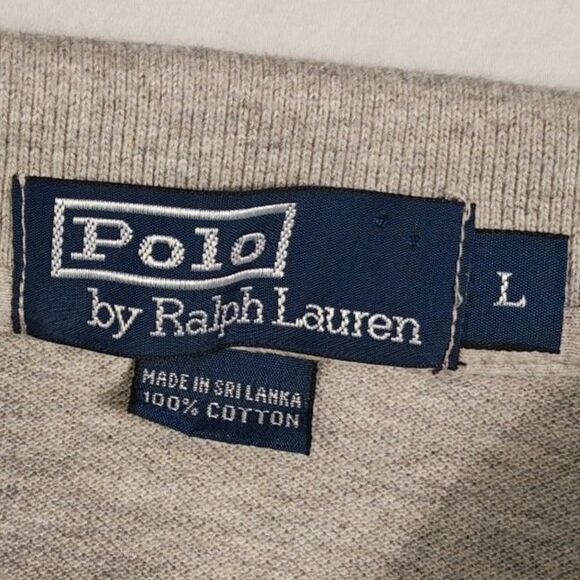 Polo
by Ralph Lauren
L
MADE IN SRI LANKA
100% COTTON